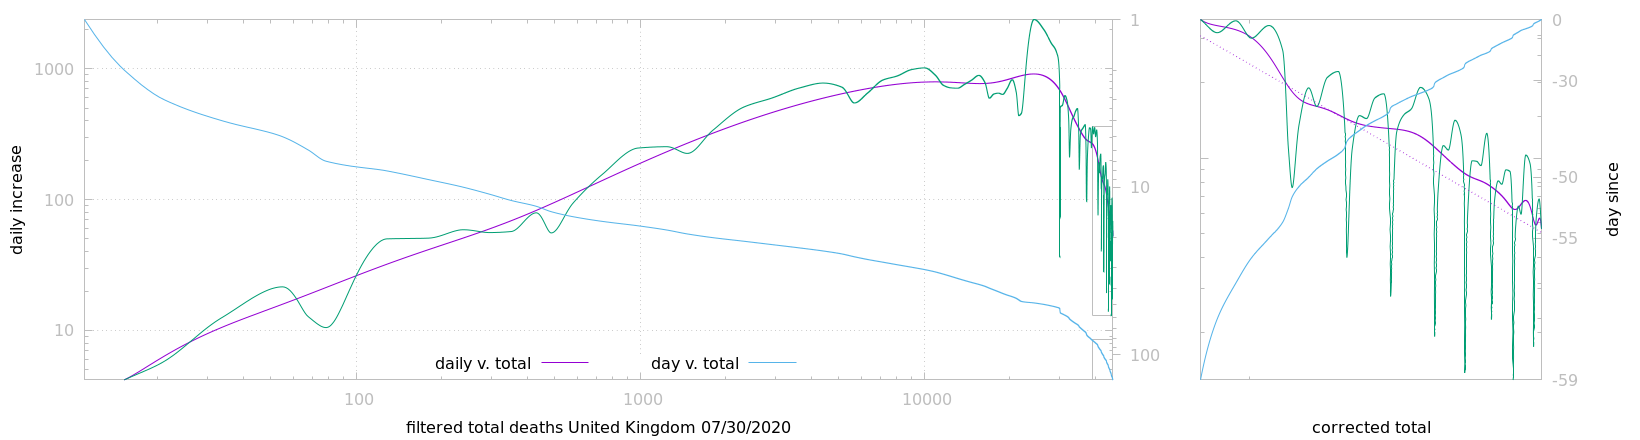 daily increase
1000
100
10
daily v. total
day v. total
100
1000
10000
filtered total deaths United Kingdom 07/30/2020
1
10
100
0
-30
-50
-55
-59
day since
corrected total